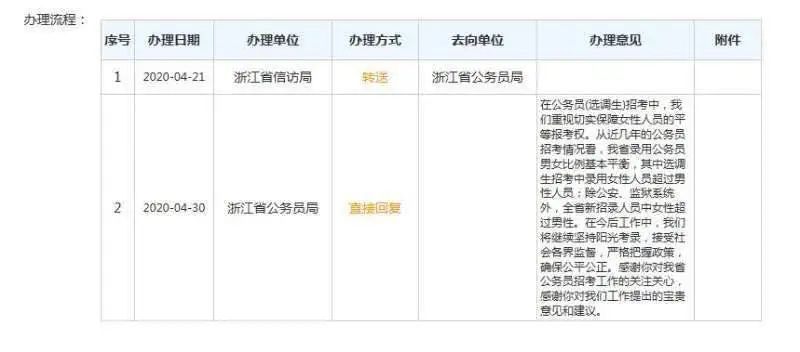 办理流程：
序号 办理日期 办理单位 办理方式 去向单位 办理意见 附件
1 2020-04-21 浙江省信访局 转送 浙江省公务员局
2 2020-04-30 浙江省公务员局 直接回复
在公务员(选调生)招考中，我
们重视切实保障女性人员的平
等报考权。从近几年的公务员
招考情况看，我省录用公务员
男女比例基本平衡，其中选调
生招考中录用女性人员超过男
性人员；除公安、监狱系统
外，全省新招录人员中女性超
过男性。在今后工作中，我们
将继续坚持阳光考录，接受社
会各界监督，严格把握政策，
确保公平公正。感谢你对我省
公务员招考工作的关注关心，
感谢你对我们工作提出的宝贵
意见和建议。